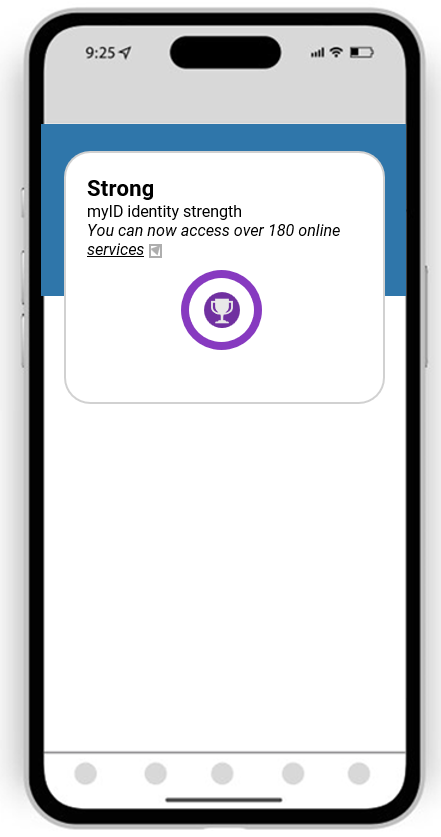 9:25
Strong
myID identity strength
You can now access over 180 online
services